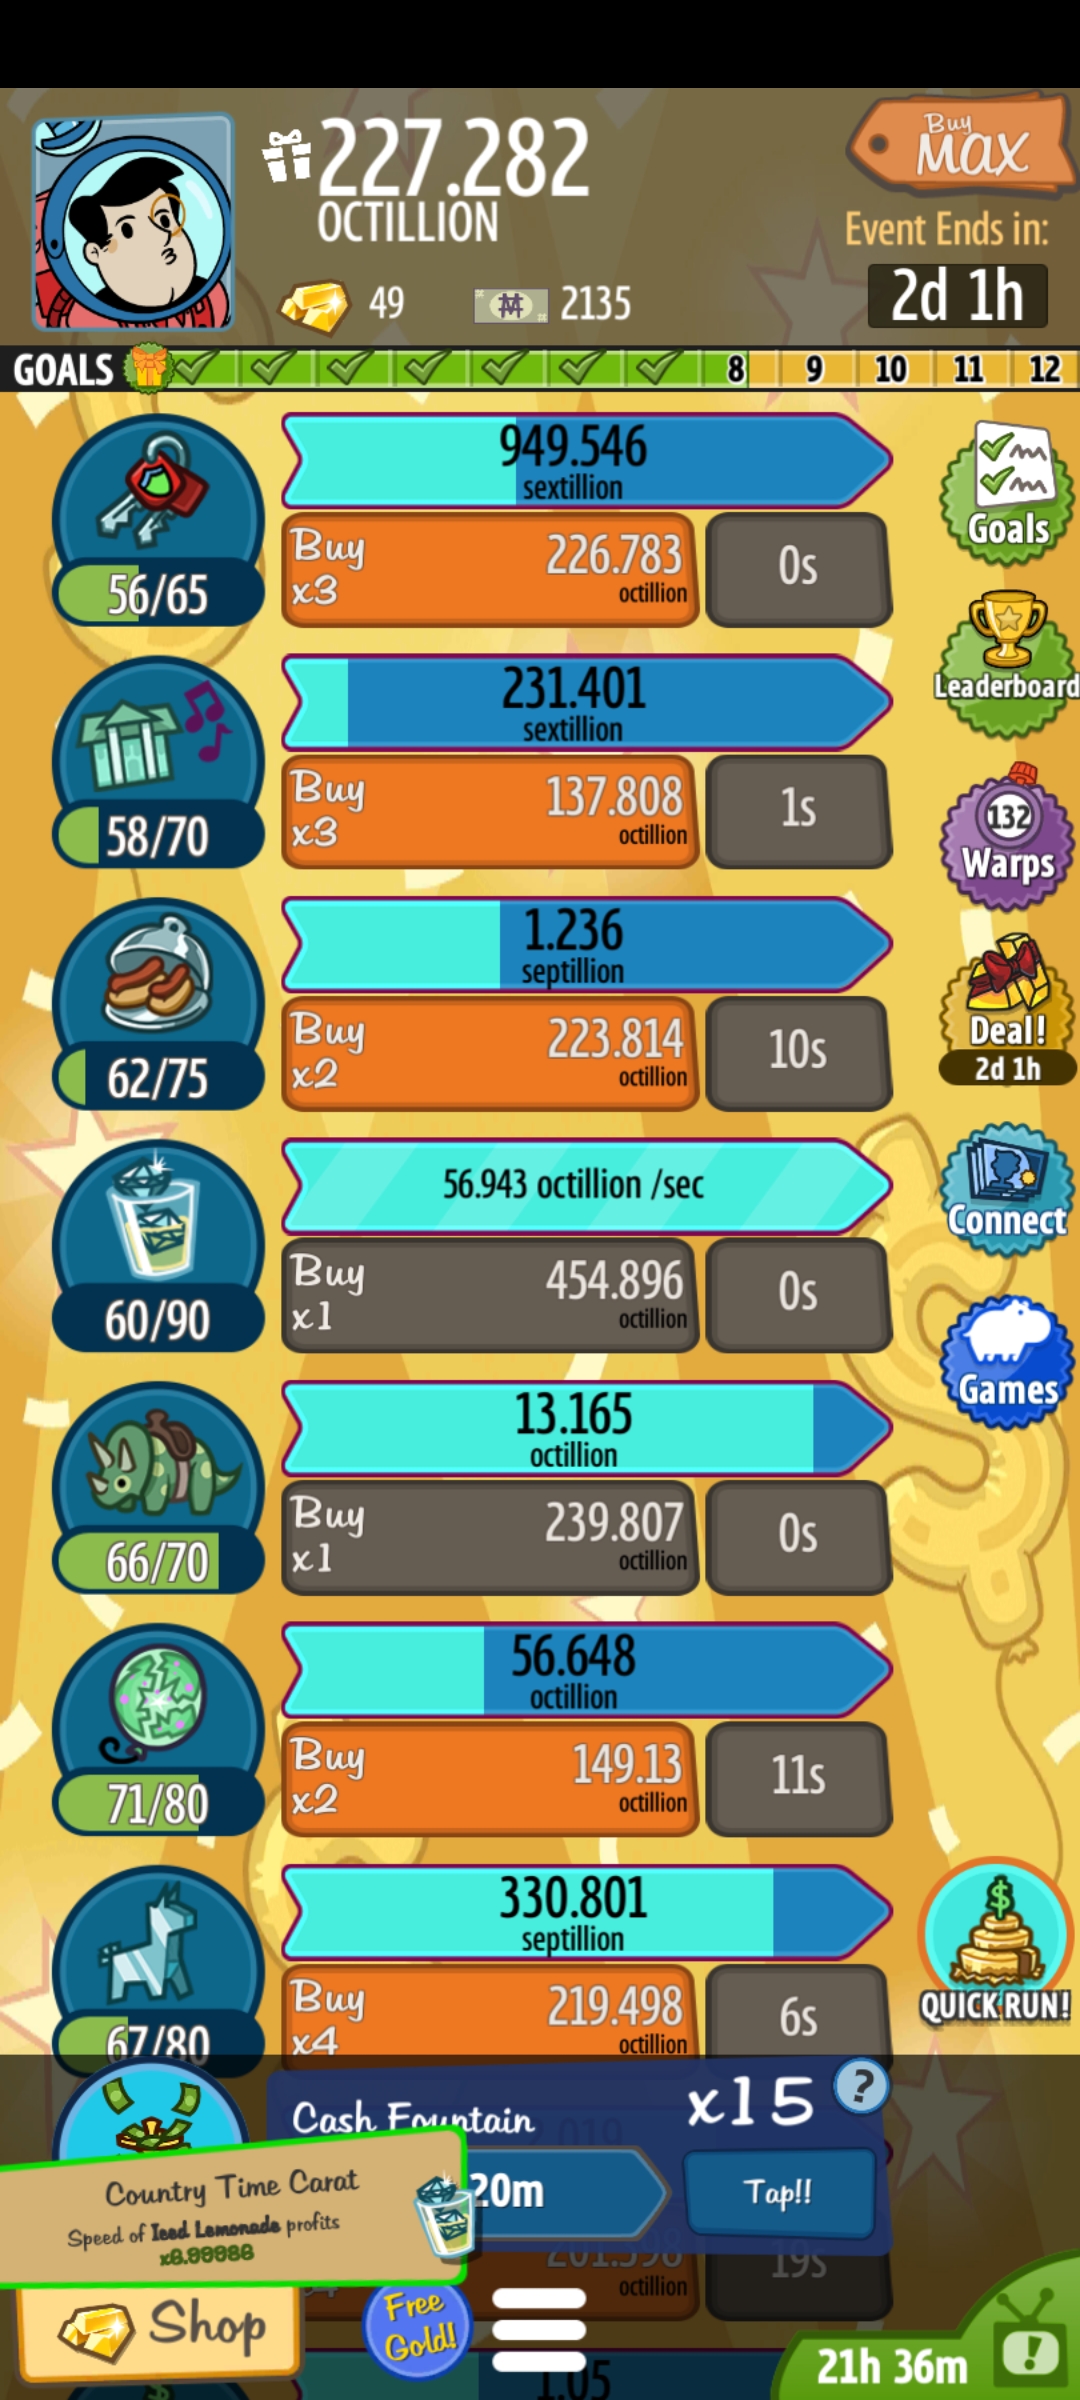 227.282
OCTILLION
Buy
MAX
Event Ends in:
49
2135
2d 1h
GOALS
8
9
10
11
12
949.546
sextillion
Buy
x3
226.783
octillion
0s
56/65
Goals
Leaderboard
231.401
sextillion
Buy
x3
137.808
octillion
1s
58/70
132
Warps
1.236
septillion
Buy
x2
223.814
octillion
10s
62/75
Deal!
2d 1h
56.943 octillion /sec
Buy
x1
454.896
octillion
0s
60/90
Connect
13.165
octillion
Buy
x1
239.807
octillion
0s
66/70
Games
56.648
octillion
Buy
x2
149.13
octillion
11s
71/80
330.801
septillion
Buy
x4
219.498
octillion
6s
67/80
QUICK RUN!
Cash Fountain
x15
?
20m
Tap!!
Country Time Carat
Speed of Iced Lemonade profits
octillion
19s
Shop
Free
Gold!
21h 36m
1.05